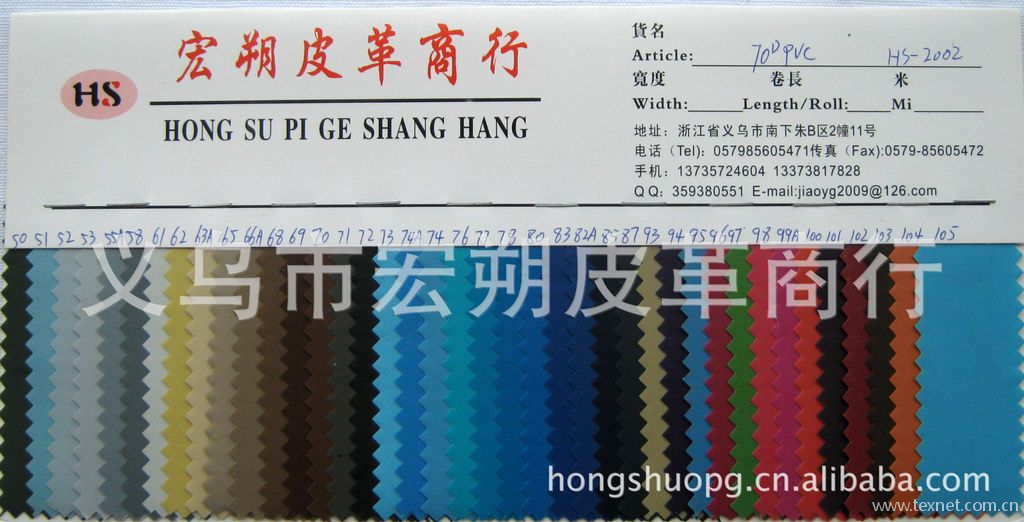 宏朔皮革商行
HS
HONG SU PI GE SHANG HANG
貨名
Article: 70D PVC HS-2002
寬度 卷長 米
Width: Length/Roll: Mi
地址：浙江省义乌市南下朱B区2幢11号
电话（Tel): 057985605471传真（Fax):0579-85605472
手机：13735724604 13373817828
QQ：359380551 E-mail:jiaoyg2009@126.com
50 51 52 53 55A 58 61 62 63A 65 66A 68 69 70 71 72 73 74A 74 76 77 78 80 83 82A 85 87 93 94 95 96 97 98 99A 100 101 102 103 104 105
义乌市宏朔皮革商行
hongshuopg.cn.alibaba.com
www.texnet.com.cn